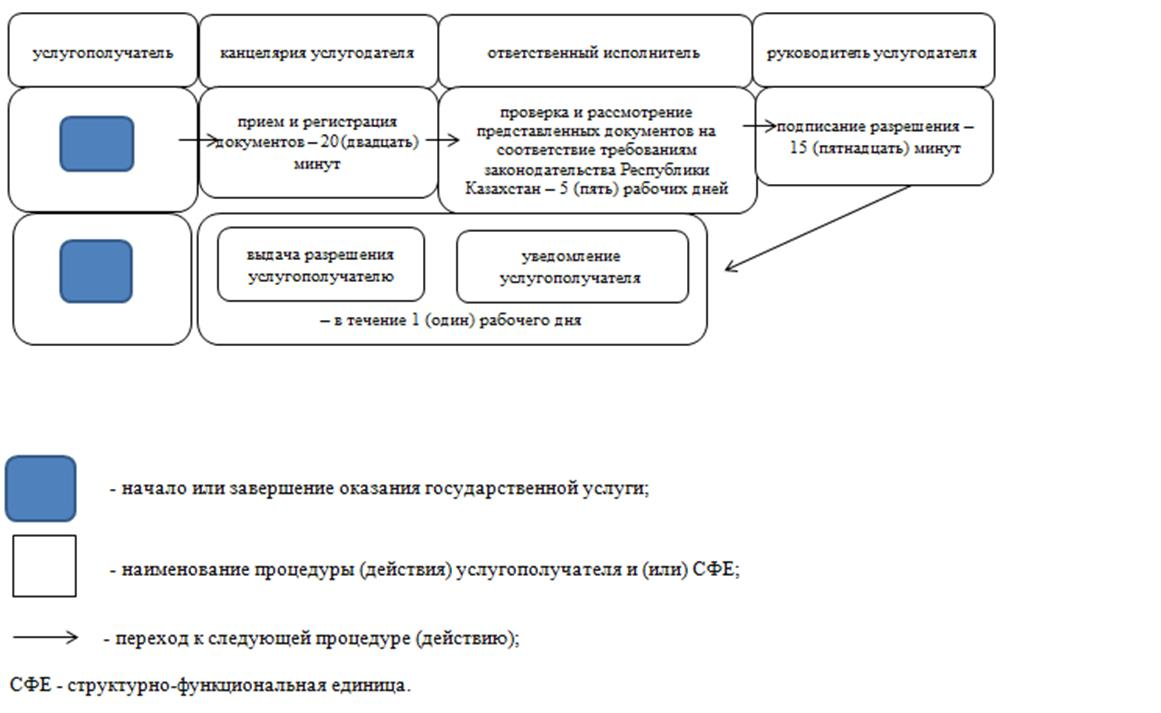 услугополучатель
канцелярия услугодателя
ответственный исполнитель
руководитель услугодателя
прием и регистрация
документов – 20 (двадцать)
минут
проверка и рассмотрение
представленных документов на
соответствие требованиям
законодательства Республики
Казахстан – 5 (пять) рабочих дней
подписание разрешения –
15 (пятнадцать) минут
выдача разрешения
услугополучателю
уведомление
услугополучателя
– в течение 1 (один) рабочего дня
- начало или завершение оказания государственной услуги;
- наименование процедуры (действия) услугополучателя и (или) СФЕ;
- переход к следующей процедуре (действию);
СФЕ - структурно-функциональная единица.